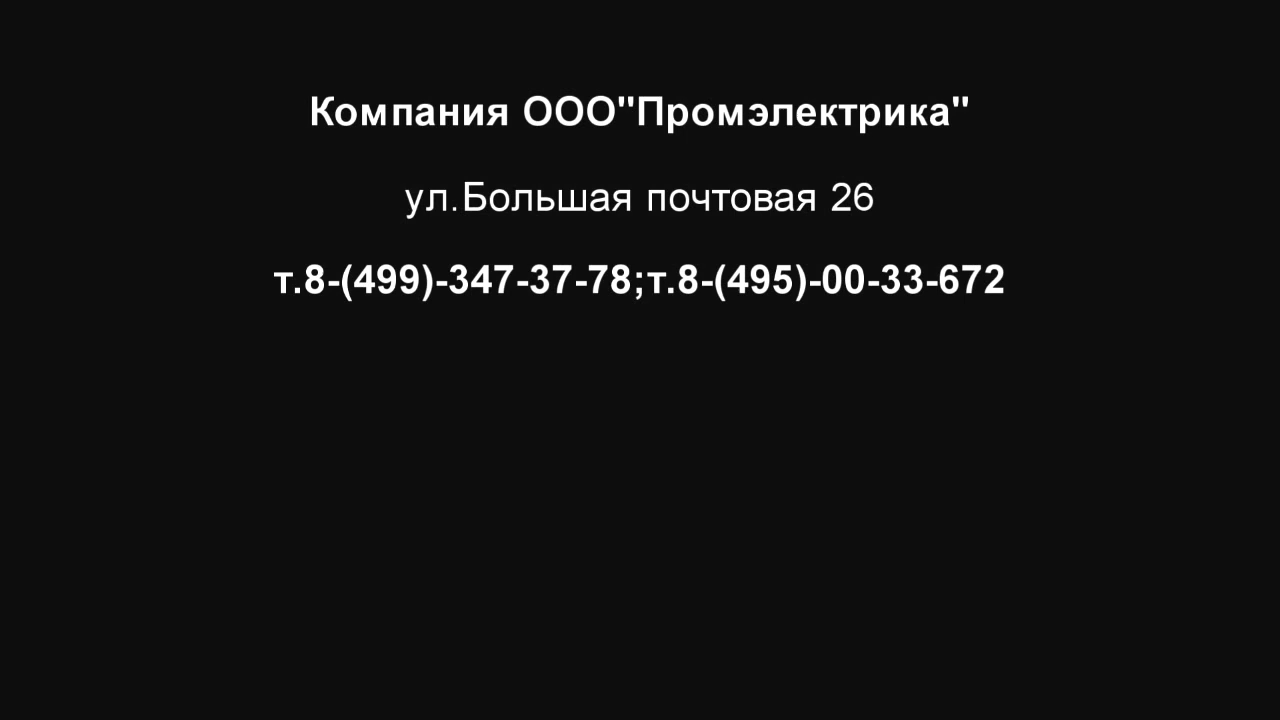 Компания ООО"Промэлектрика"
ул.Большая почтовая 26
т.8-(499)-347-37-78;т.8-(495)-00-33-672